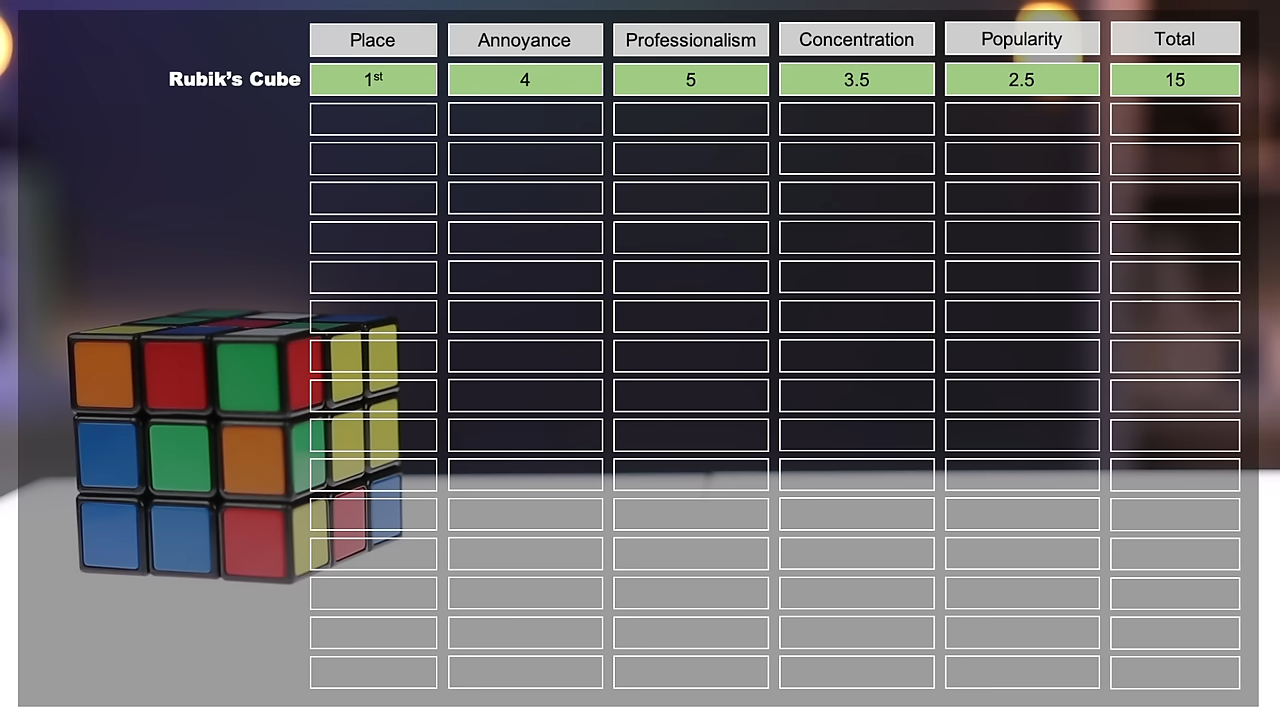 Place Annoyance Professionalism Concentration Popularity Total
Rubik's Cube 1st 4 5 3.5 2.5 15